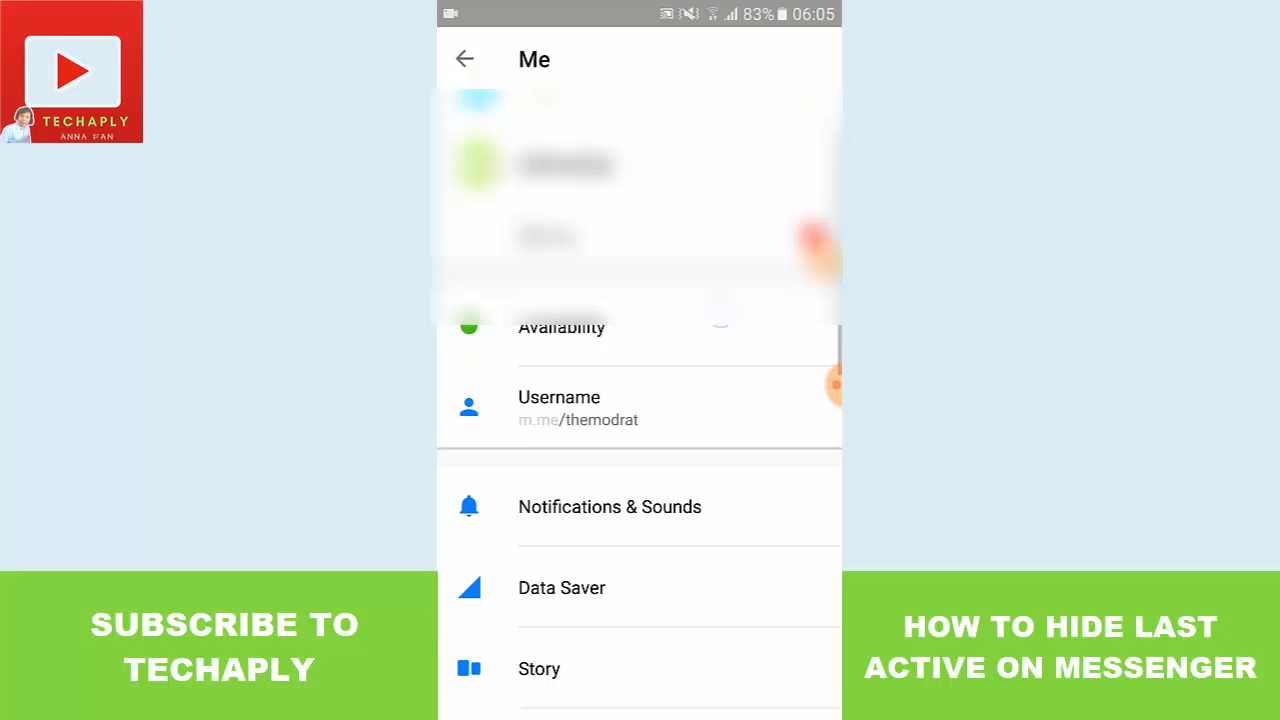 83% 06:05
Me
TECHAPLY
ANNA FAN
Availability
Username
m.me/themodrat
Notifications & Sounds
Data Saver
Story
SUBSCRIBE TO
TECHAPLY
HOW TO HIDE LAST
ACTIVE ON MESSENGER